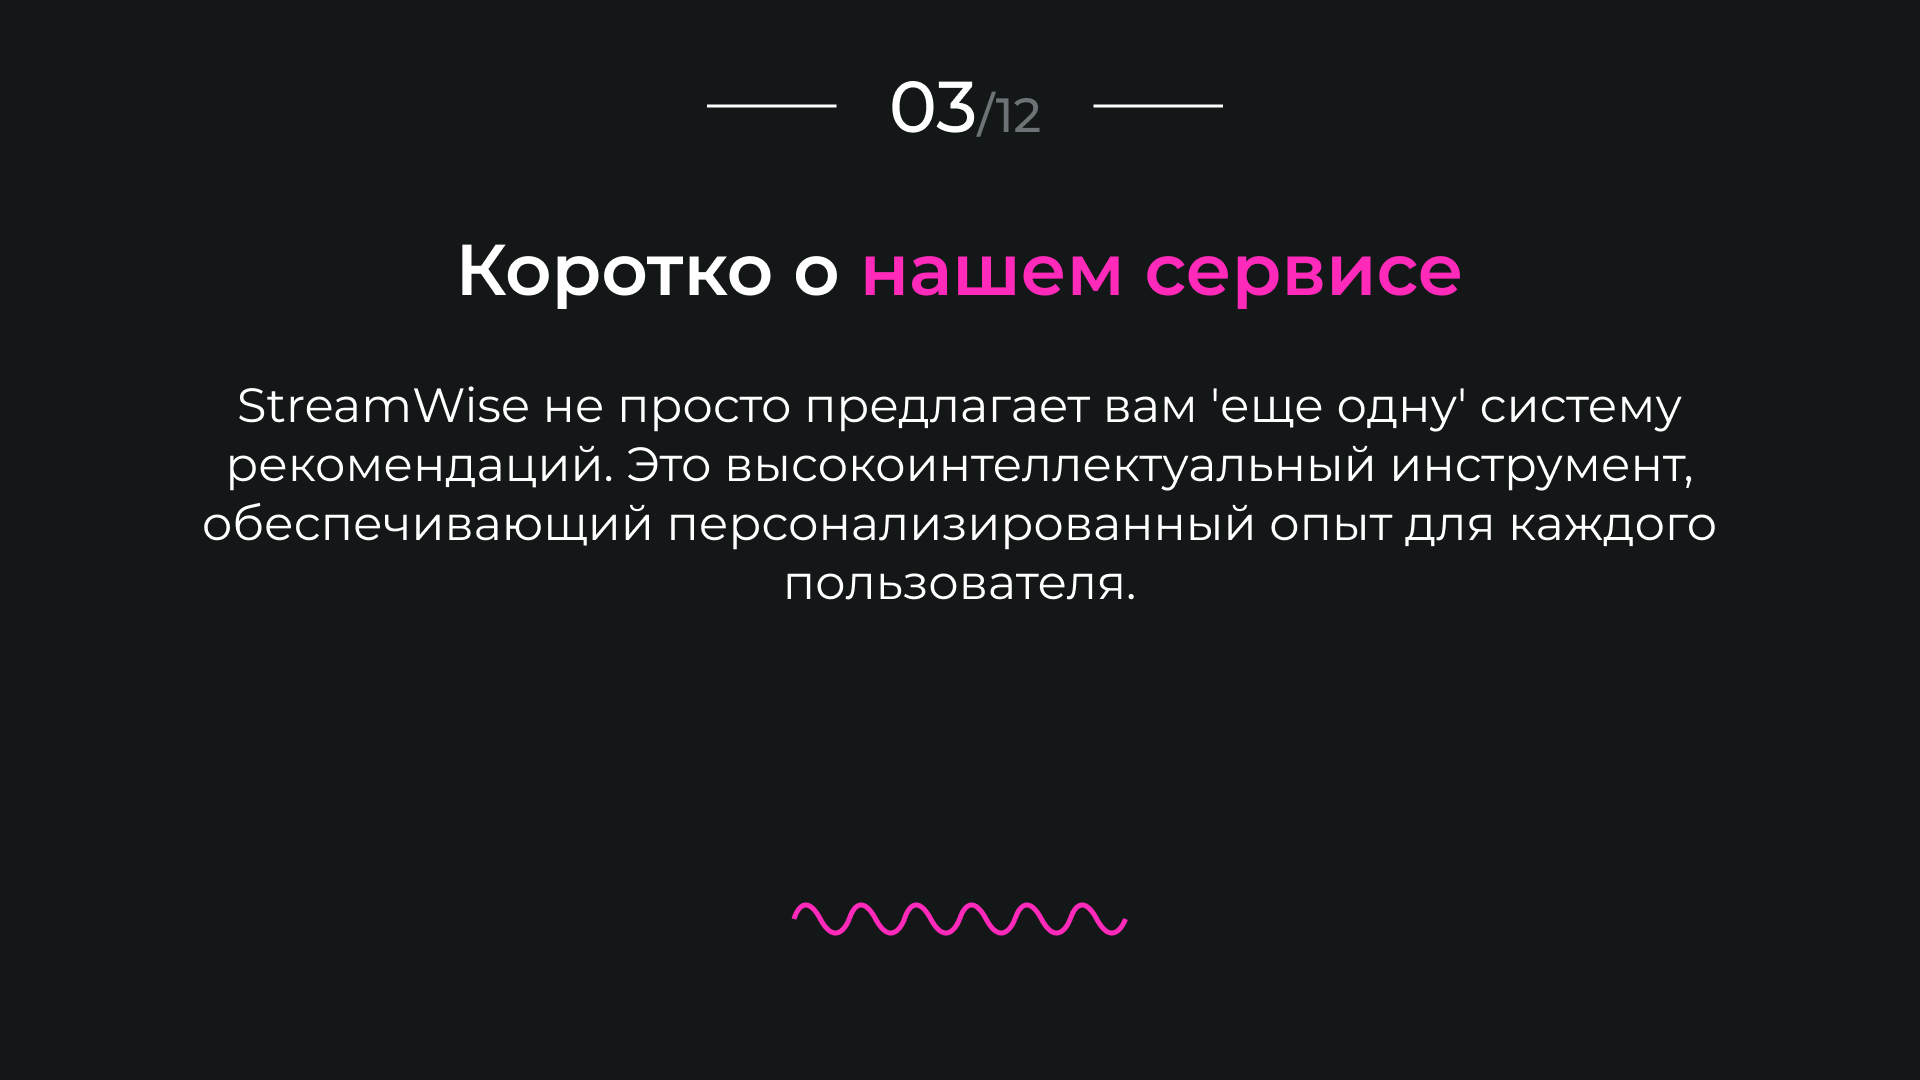 03/12
Коротко о нашем сервисе
StreamWise не просто предлагает вам 'еще одну' систему
рекомендаций. Это высокоинтеллектуальный инструмент,
обеспечивающий персонализированный опыт для каждого
пользователя.